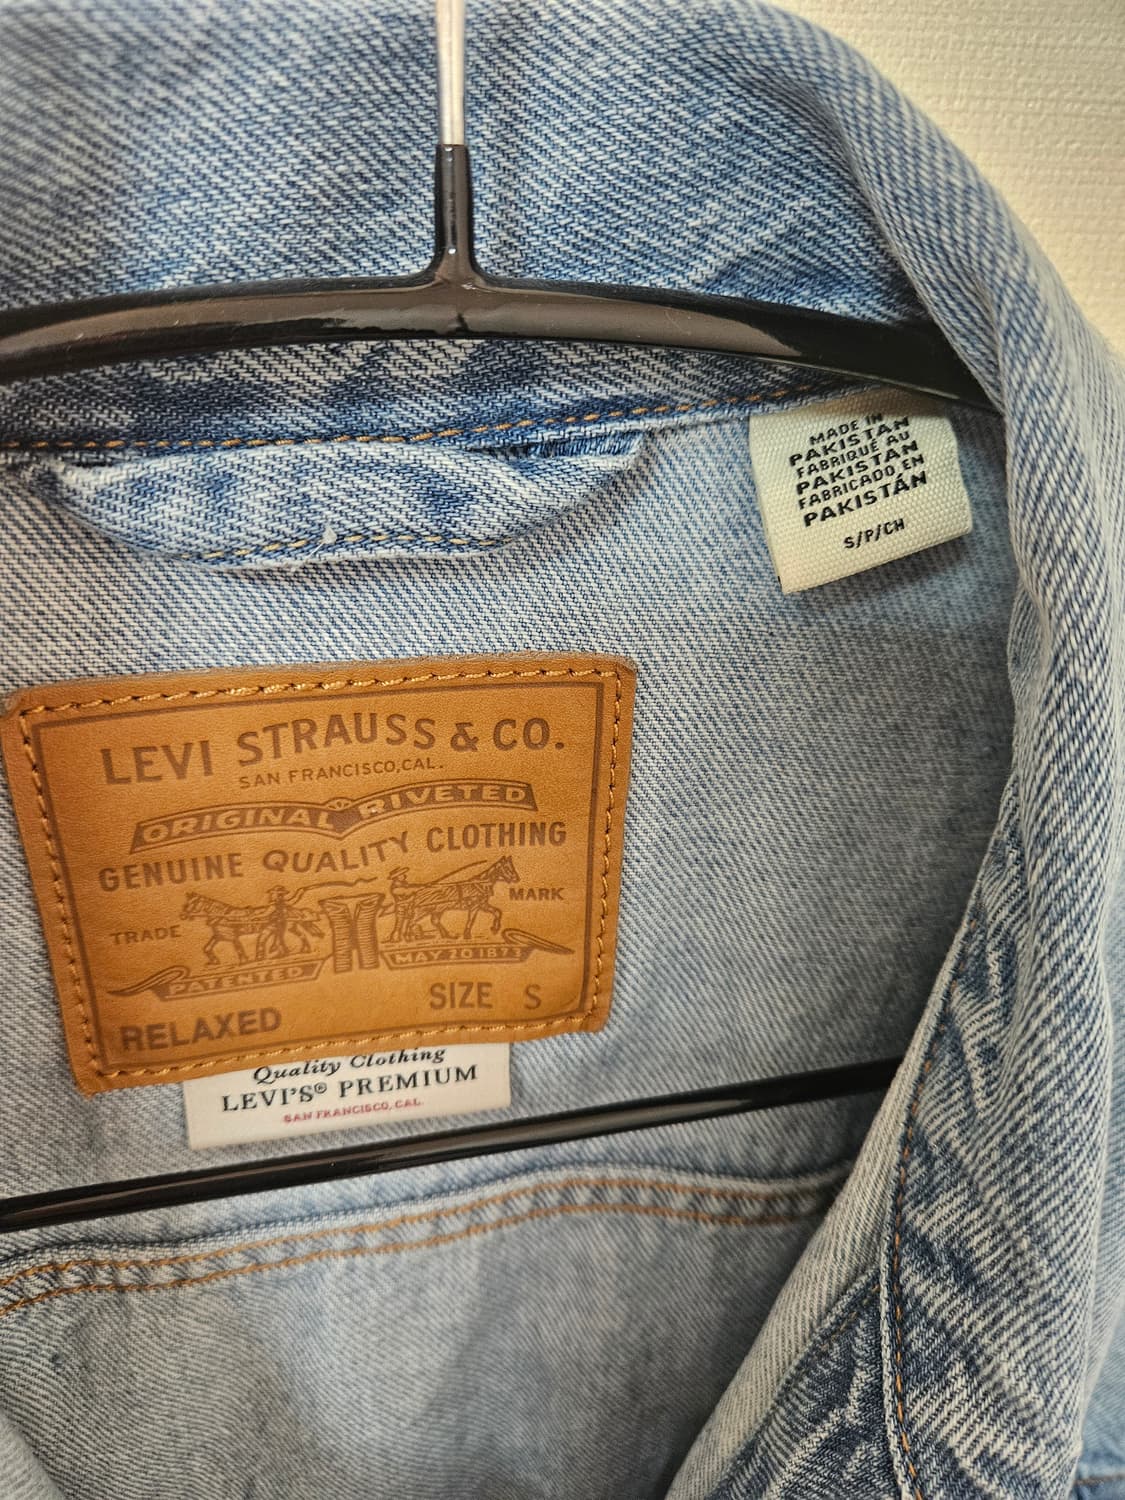 MADE IN
PAKISTAN
FABRIQUÉ AU
PAKISTAN
FABRICADO EN
PAKISTÁN
S/P/CH
LEVI STRAUSS & CO.
SAN FRANCISCO, CAL.
ORIGINAL RIVETED
GENUINE QUALITY CLOTHING
TRADE MARK
PATENTED MAY 20 1873
RELAXED SIZE S
Quality Clothing
LEVI'S® PREMIUM
SAN FRANCISCO, CAL.